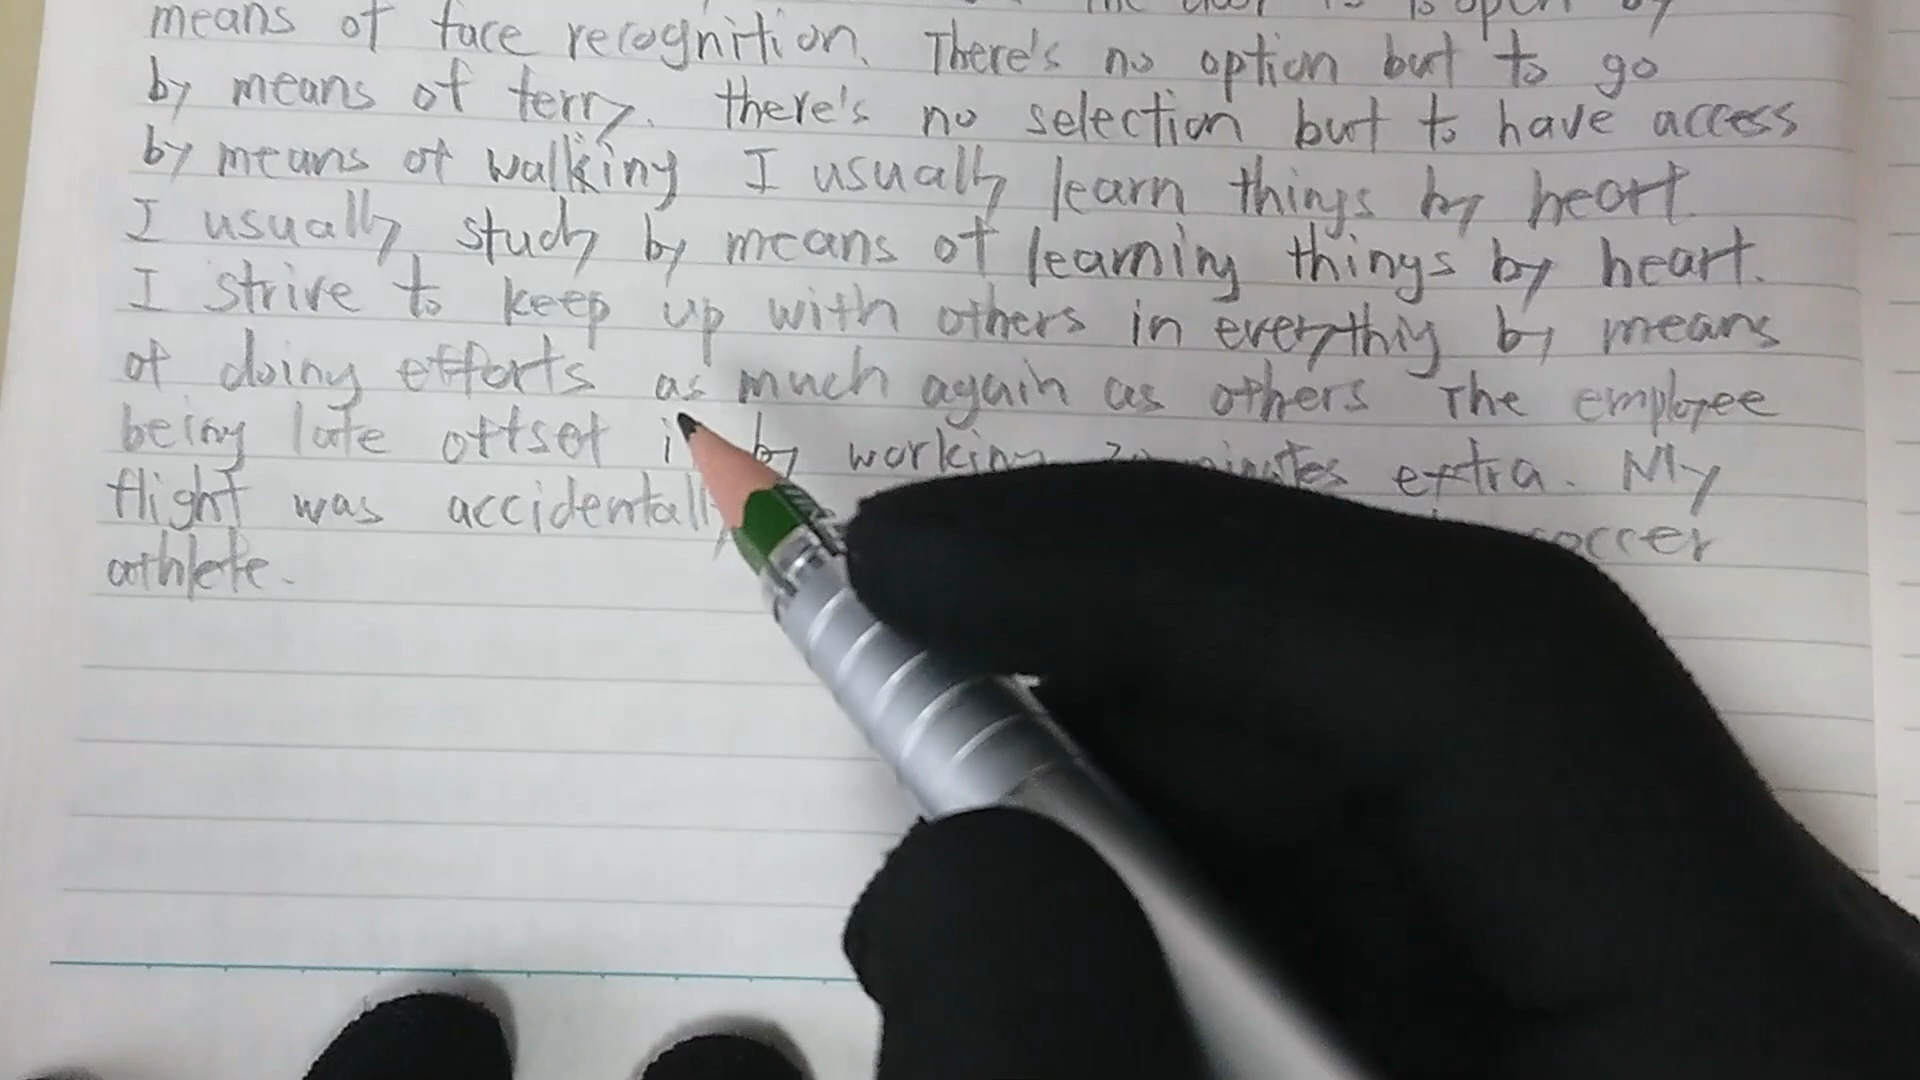 means of face recognition. There's no option but to go
by means of ferry. there's no selection but to have access
by means of walking I usually learn things by heart.
I usually study by means of learning things by heart.
I strive to keep up with others in everythiy by means
of doing efforts as much again as others The employee
being late offset by working extra. My
flight was accidentally soccer
athlete.